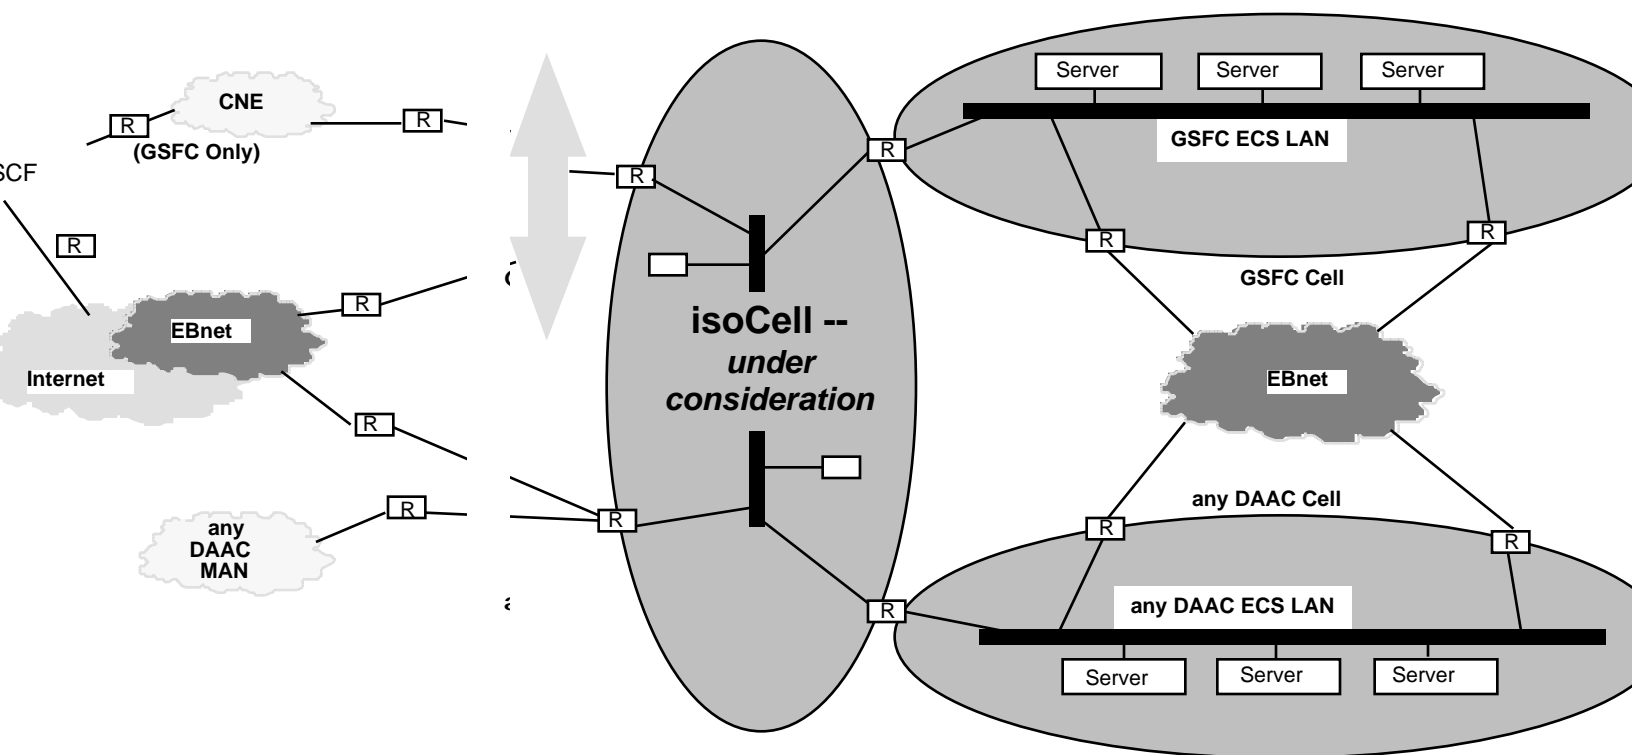 CNE
R
R
(GSFC Only)
R
EBnet
R
Internet
R
R
any
DAAC
MAN
R
R
isoCell --
under
consideration
R
R
Server
Server
Server
GSFC ECS LAN
R
R
GSFC Cell
EBnet
any DAAC Cell
R
R
any DAAC ECS LAN
Server
Server
Server